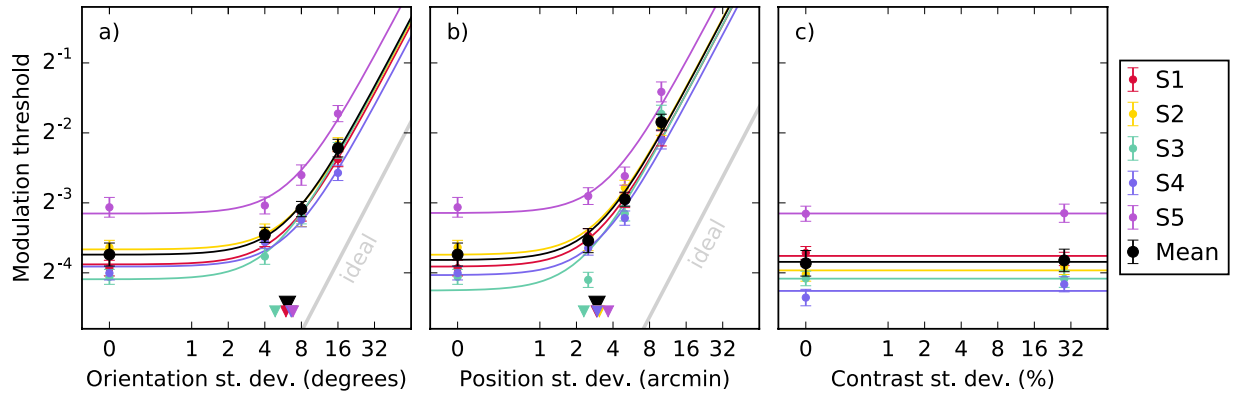 a)
b)
c)
Modulation threshold
2-1
2-2
2-3
2-4
ideal
ideal
0 1 2 4 8 16 32
0 1 2 4 8 16 32
0 1 2 4 8 16 32
Orientation st. dev. (degrees)
Position st. dev. (arcmin)
Contrast st. dev. (%)
S1
S2
S3
S4
S5
Mean